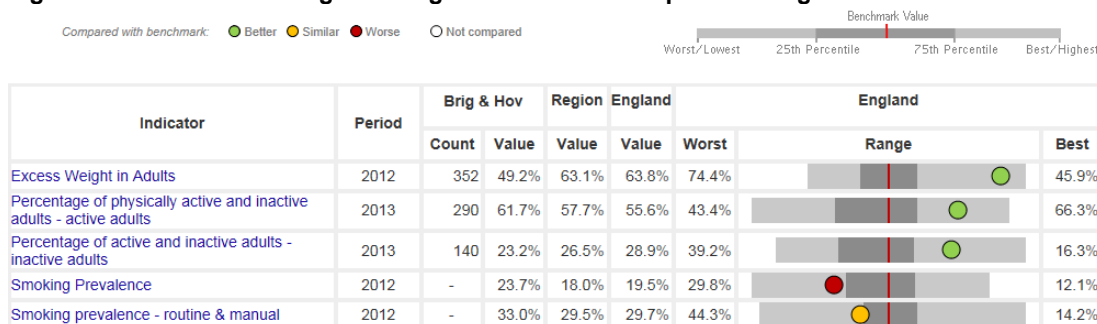 Compared with benchmark: Better Similar Worse Not compared
Benchmark Value
Worst/Lowest 25th Percentile 75th Percentile Best/Highest
Indicator Period Brig & Hov Region England England
Count Value Value Value Worst Range Best
Excess Weight in Adults 2012 352 49.2% 63.1% 63.8% 74.4% 45.9%
Percentage of physically active and inactive
adults - active adults 2013 290 61.7% 57.7% 55.6% 43.4% 66.3%
Percentage of active and inactive adults -
inactive adults 2013 140 23.2% 26.5% 28.9% 39.2% 16.3%
Smoking Prevalence 2012 - 23.7% 18.0% 19.5% 29.8% 12.1%
Smoking prevalence - routine & manual 2012 - 33.0% 29.5% 29.7% 44.3% 14.2%